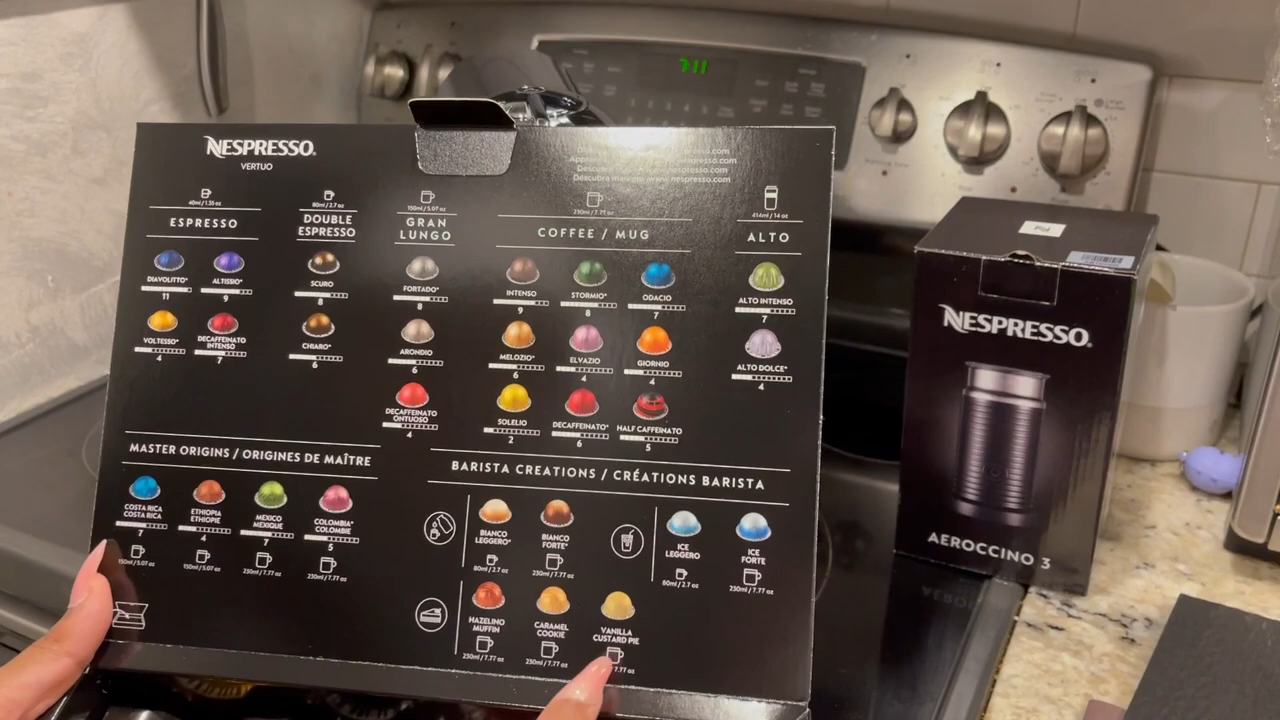 711
NESPRESSO.
VERTUO
40ml / 1.35 oz
80ml / 2.7 oz
150ml / 5.07 oz
230ml / 7.77 oz
414ml / 14 oz
ESPRESSO
DOUBLE
ESPRESSO
GRAN
LUNGO
COFFEE / MUG
ALTO
DIAVOLITTO*
11
ALTISSIO*
9
SCURO
8
FORTADO*
8
INTENSO
9
STORMIO*
8
ODACIO
7
ALTO INTENSO
7
VOLTESSO*
4
DECAFFEINATO
INTENSO
7
CHIARO*
6
ARONDIO
6
MELOZIO*
6
ELVAZIO
4
GIORNIO
4
ALTO DOLCE*
4
DECAFFEINATO
ONTUOSO
4
SOLELIO
2
DECAFFEINATO*
6
HALF CAFFEINATO
5
MASTER ORIGINS / ORIGINES DE MAÎTRE
COSTA RICA
COSTA RICA
7
ETHIOPIA
ETHIOPIE
4
MEXICO
MEXIQUE
7
COLOMBIA*
COLOMBIE
5
150ml / 5.07 oz
150ml / 5.07 oz
230ml / 7.77 oz
230ml / 7.77 oz
BARISTA CREATIONS / CRÉATIONS BARISTA
BIANCO
LEGGERO*
80ml / 2.7 oz
BIANCO
FORTE*
230ml / 7.77 oz
ICE
LEGGERO
80ml / 2.7 oz
ICE
FORTE
230ml / 7.77 oz
HAZELINO
MUFFIN
230ml / 7.77 oz
CARAMEL
COOKIE
230ml / 7.77 oz
VANILLA
CUSTARD PIE
7.77 oz
NESPRESSO.
AEROCCINO 3